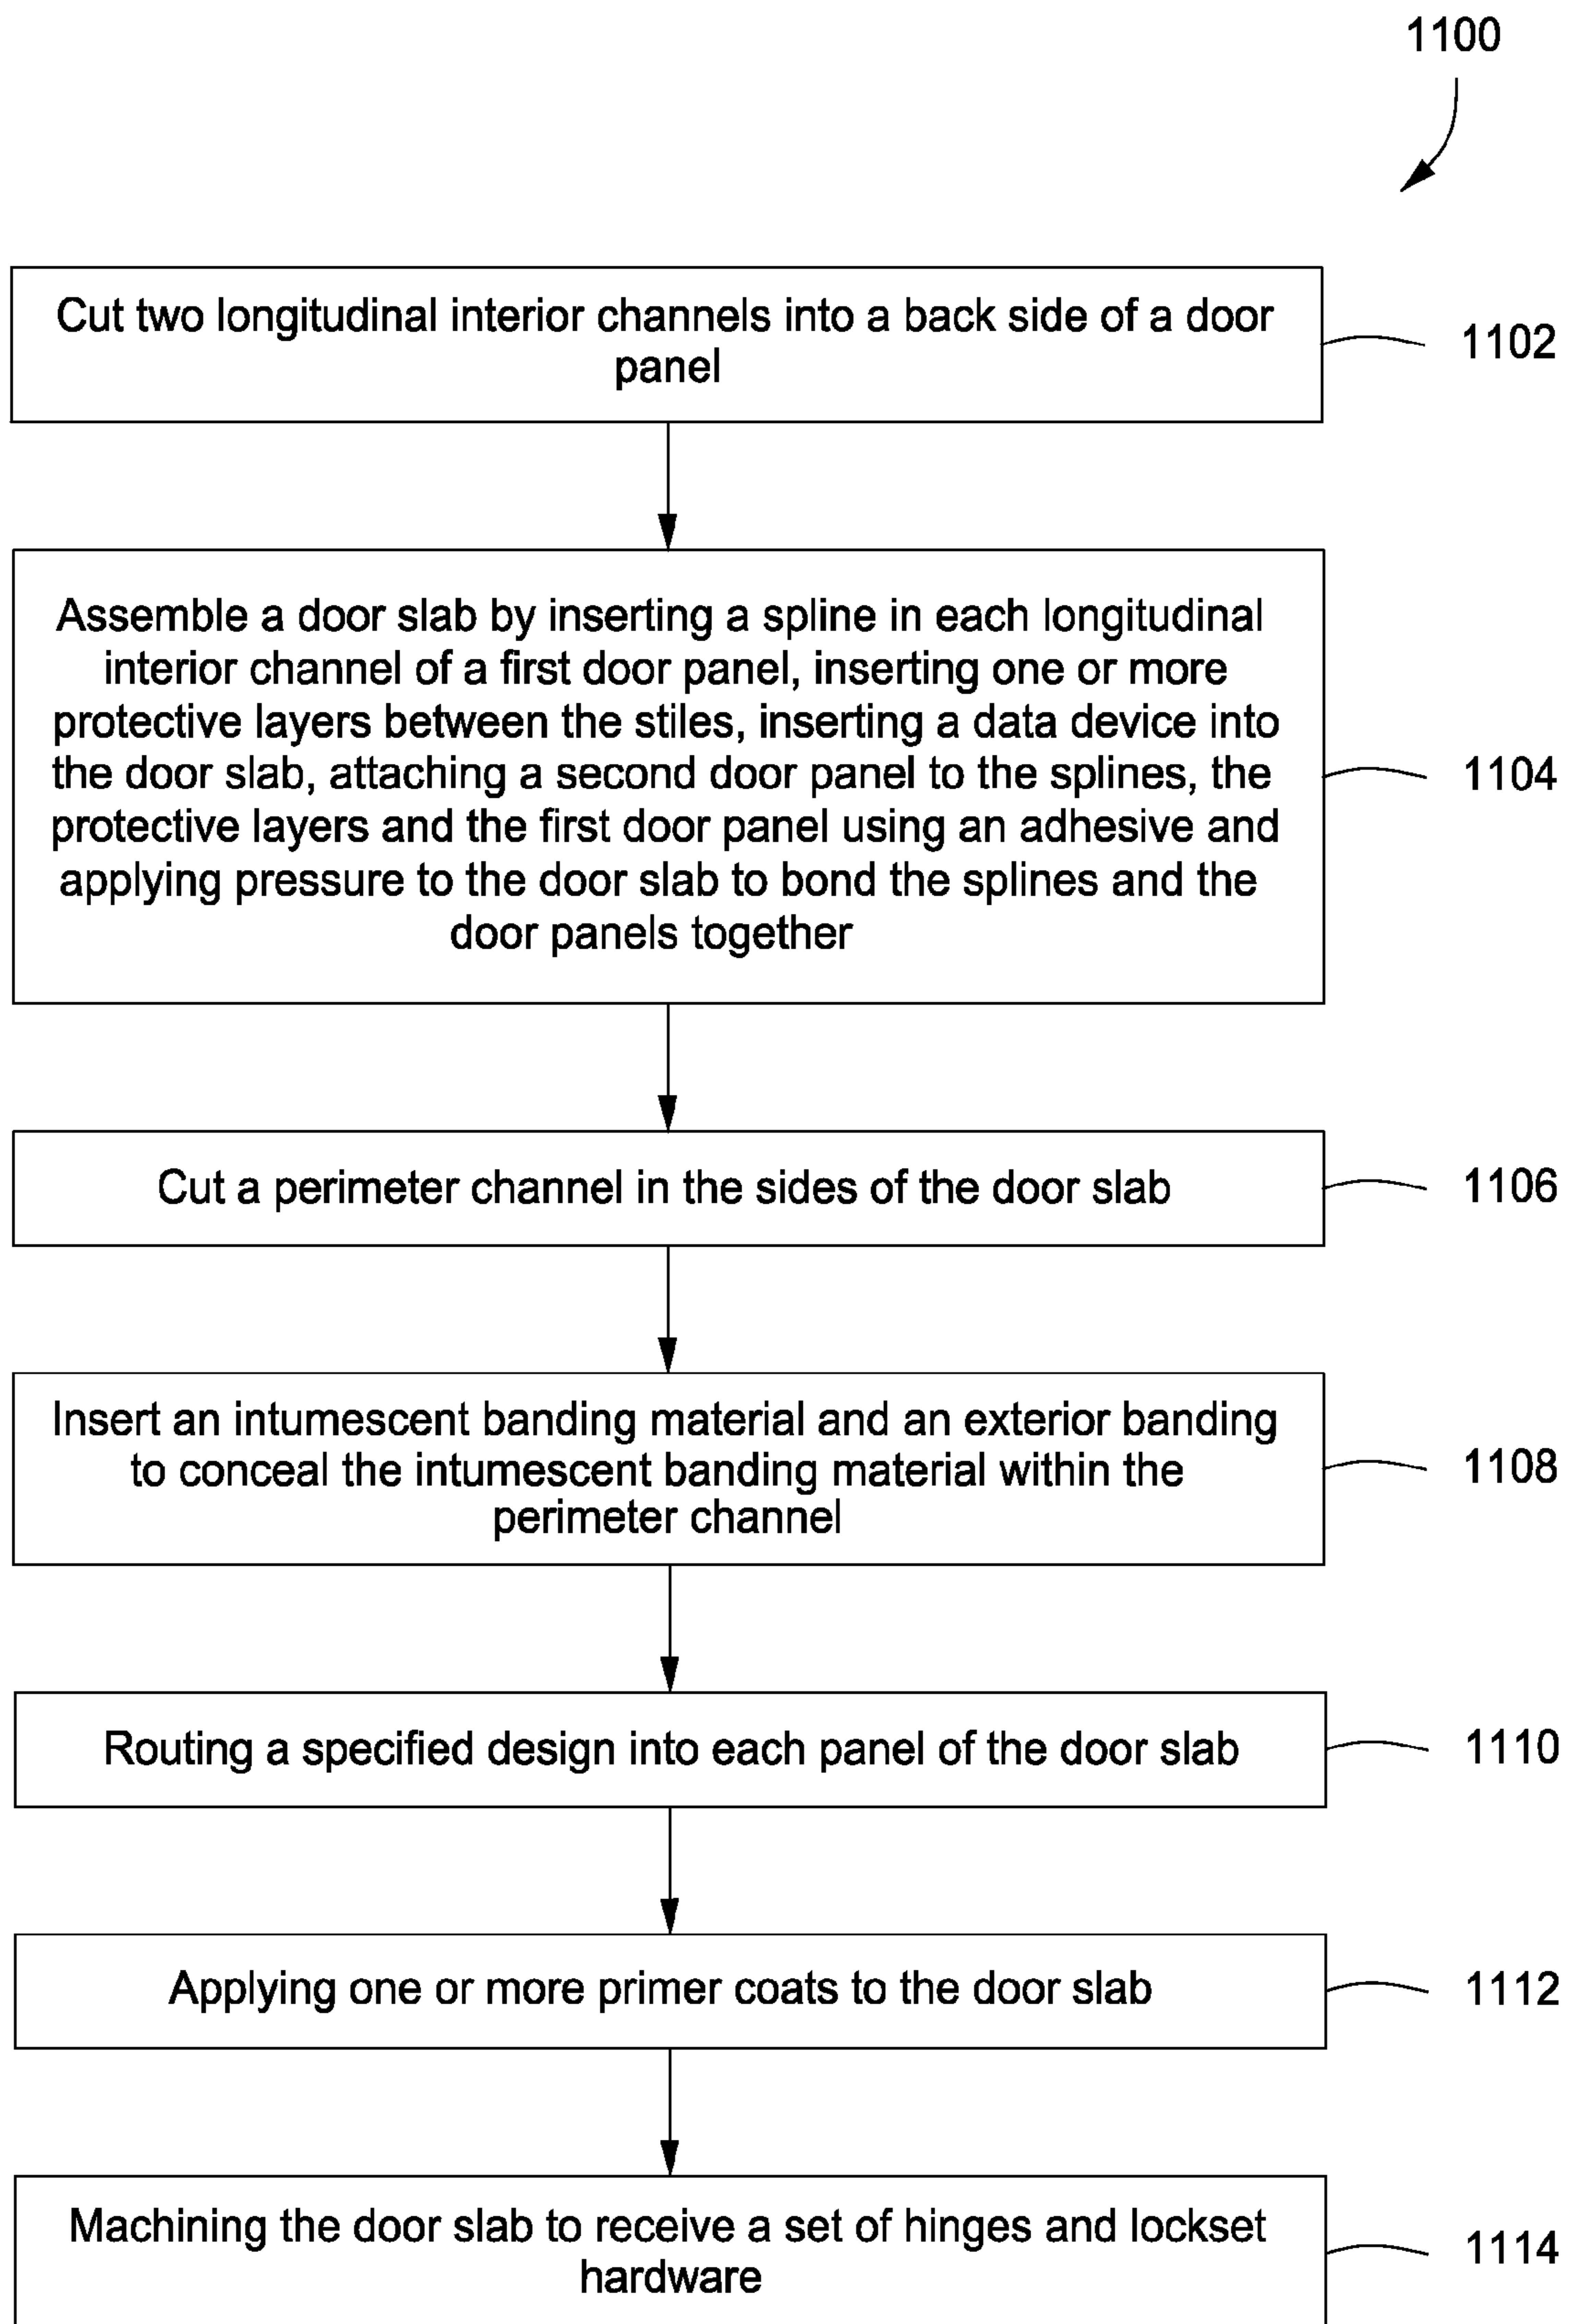 1100
Cut two longitudinal interior channels into a back side of a door
panel
1102
Assemble a door slab by inserting a spline in each longitudinal
interior channel of a first door panel, inserting one or more
protective layers between the stiles, inserting a data device into
the door slab, attaching a second door panel to the splines, the
protective layers and the first door panel using an adhesive and
applying pressure to the door slab to bond the splines and the
door panels together
1104
Cut a perimeter channel in the sides of the door slab
1106
Insert an intumescent banding material and an exterior banding
to conceal the intumescent banding material within the
perimeter channel
1108
Routing a specified design into each panel of the door slab
1110
Applying one or more primer coats to the door slab
1112
Machining the door slab to receive a set of hinges and lockset
hardware
1114